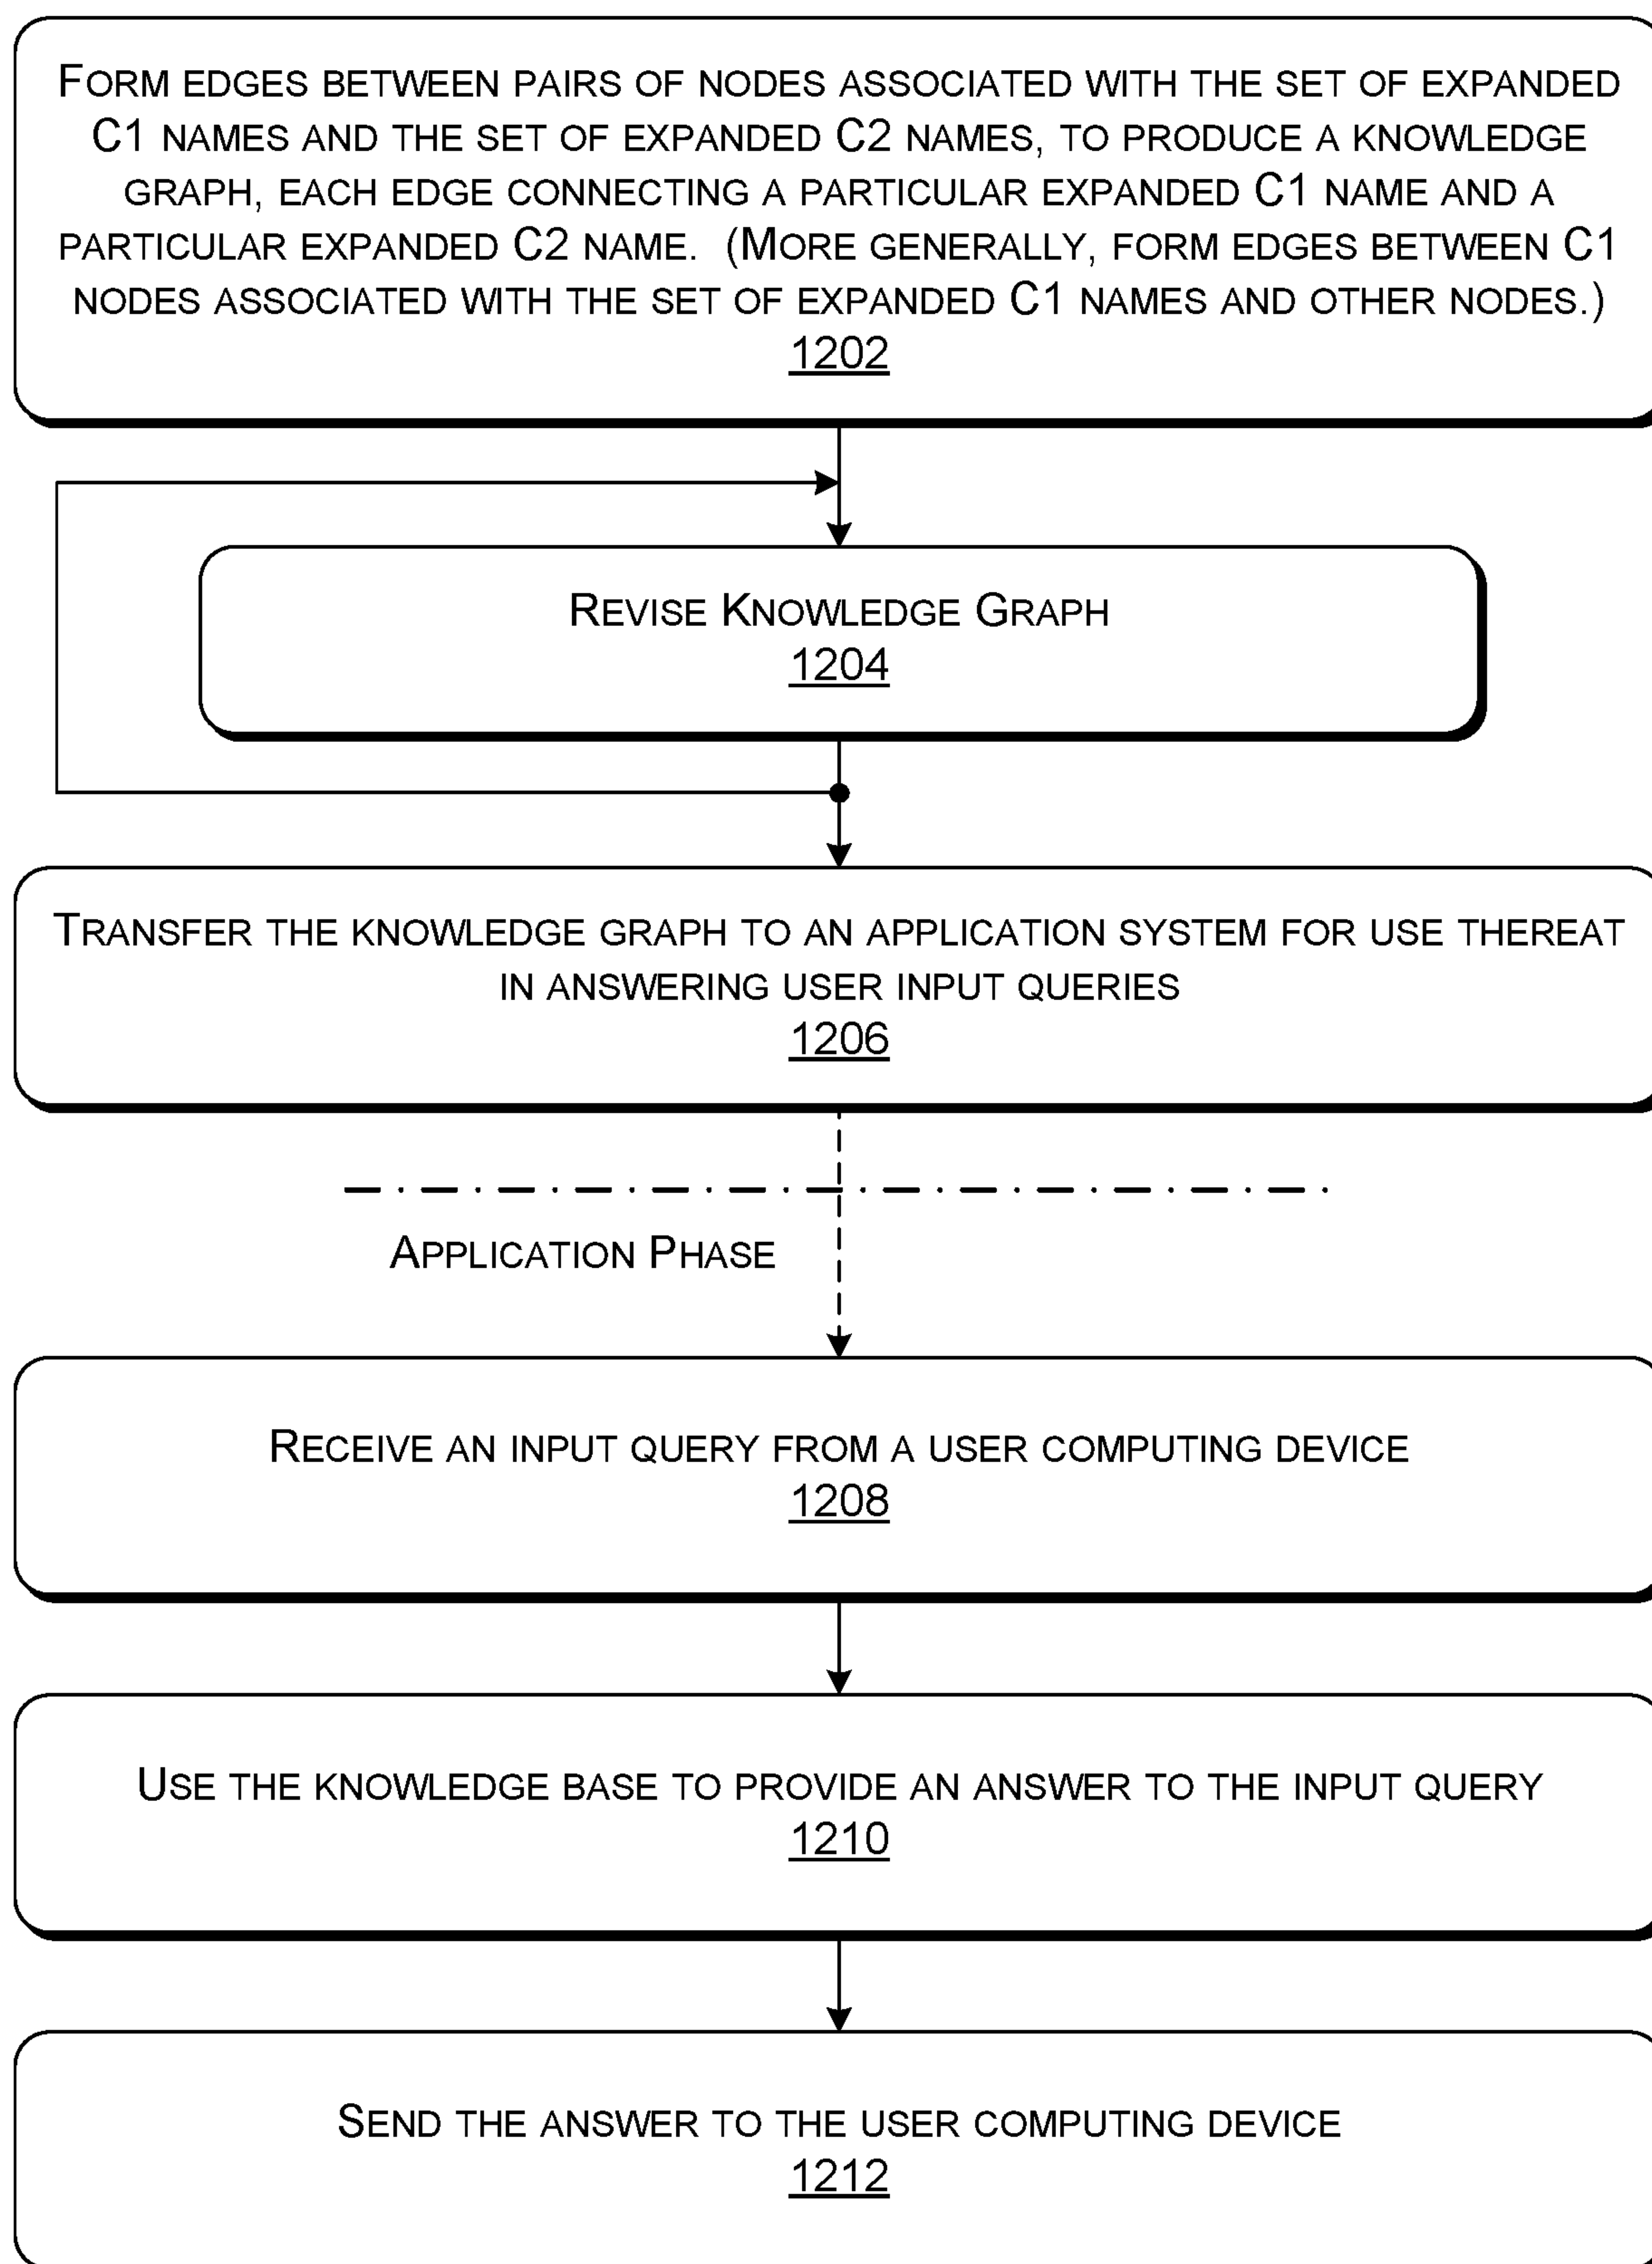 FORM EDGES BETWEEN PAIRS OF NODES ASSOCIATED WITH THE SET OF EXPANDED
C1 NAMES AND THE SET OF EXPANDED C2 NAMES, TO PRODUCE A KNOWLEDGE
GRAPH, EACH EDGE CONNECTING A PARTICULAR EXPANDED C1 NAME AND A
PARTICULAR EXPANDED C2 NAME. (MORE GENERALLY, FORM EDGES BETWEEN C1
NODES ASSOCIATED WITH THE SET OF EXPANDED C1 NAMES AND OTHER NODES.)
1202
REVISE KNOWLEDGE GRAPH
1204
TRANSFER THE KNOWLEDGE GRAPH TO AN APPLICATION SYSTEM FOR USE THEREAT
IN ANSWERING USER INPUT QUERIES
1206
APPLICATION PHASE
RECEIVE AN INPUT QUERY FROM A USER COMPUTING DEVICE
1208
USE THE KNOWLEDGE BASE TO PROVIDE AN ANSWER TO THE INPUT QUERY
1210
SEND THE ANSWER TO THE USER COMPUTING DEVICE
1212